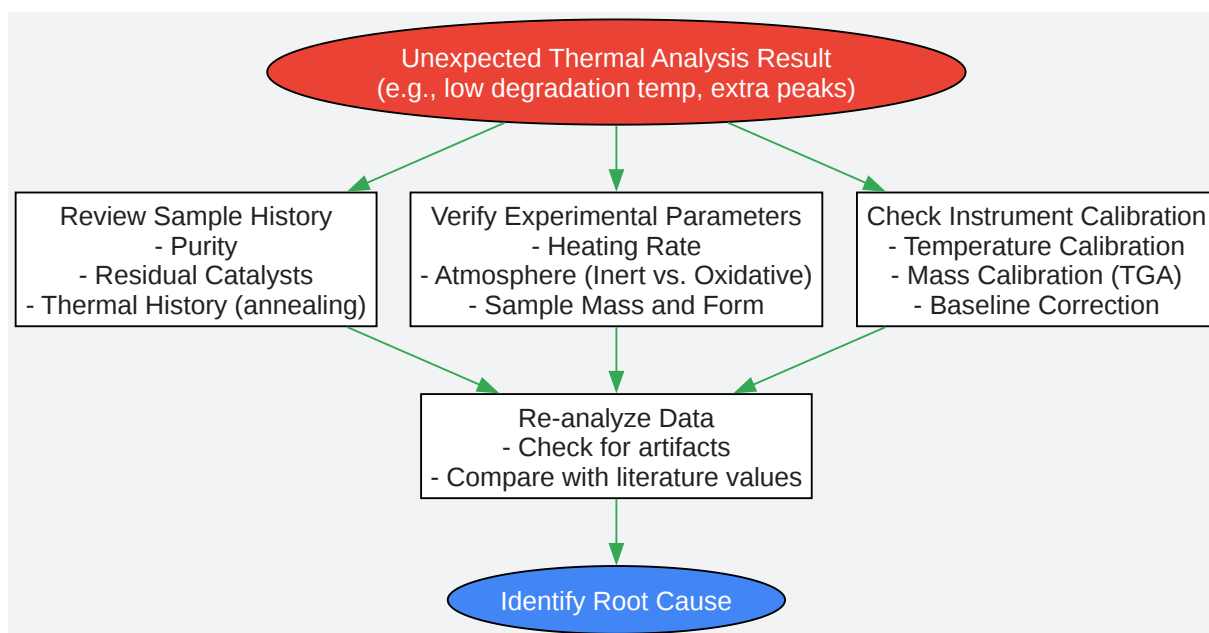 Unexpected Thermal Analysis Result
(e.g., low degradation temp, extra peaks)
Review Sample History
- Purity
- Residual Catalysts
- Thermal History (annealing)
Verify Experimental Parameters
- Heating Rate
- Atmosphere (Inert vs. Oxidative)
- Sample Mass and Form
Check Instrument Calibration
- Temperature Calibration
- Mass Calibration (TGA)
- Baseline Correction
Re-analyze Data
- Check for artifacts
- Compare with literature values
Identify Root Cause